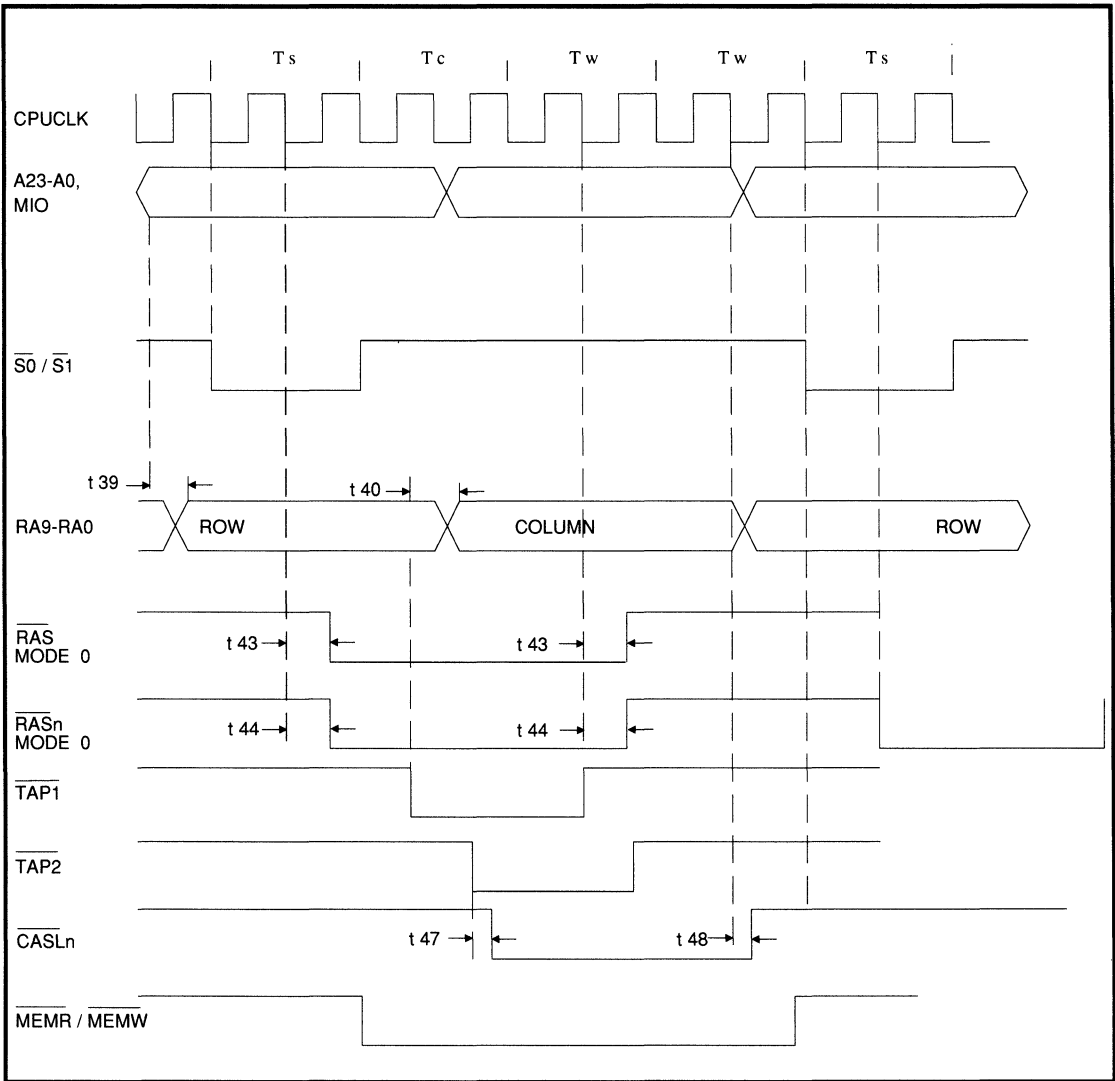 Ts Tc Tw Tw Ts
CPUCLK
A23-A0,
MIO
S0 / S1
t 39
t 40
RA9-RA0 ROW COLUMN ROW
RAS
MODE 0
t 43 t 43
RASn
MODE 0
t 44 t 44
TAP1
TAP2
CASLn
t 47 t 48
MEMR / MEMW